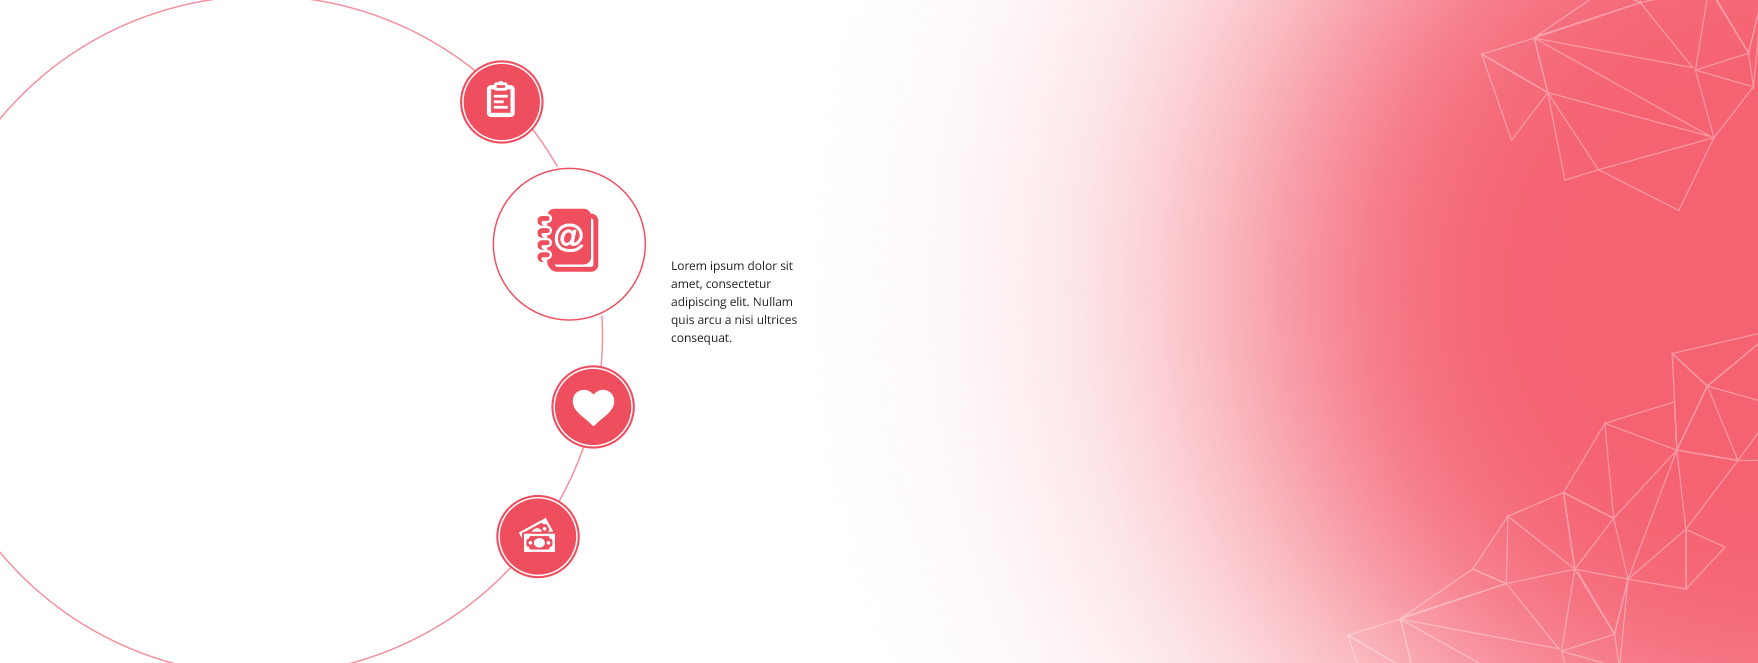 @
Lorem ipsum dolor sit
amet, consectetur
adipiscing elit. Nullam
quis arcu a nisi ultrices
consequat.